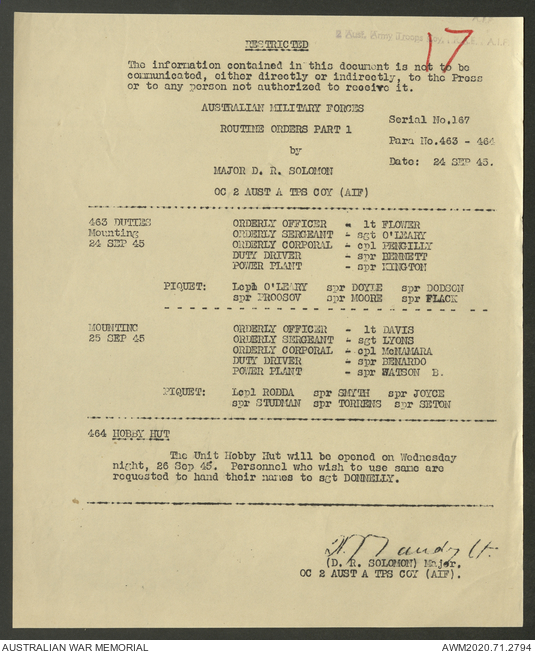 17
2 Aust. Army Troops Coy. R.A.E. A.I.F
RESTRICTED
The information contained in this document is not to be
communicated, either directly or indirectly, to the Press
or to any person not authorized to receive it.
AUSTRALIAN MILITARY FORCES
Serial No.167
ROUTINE ORDERS PART 1
Para No.463 - 464
by
Date: 24 SEP 45.
MAJOR D. R. SOLOMON
OC 2 AUST A TPS COY (AIF)
463 DUTIES ORDERLY OFFICER - lt FLOWER
Mounting ORDERLY SERGEANT - sgt O'LEARY
24 SEP 45 ORDERLY CORPORAL - cpl PENGILLY
DUTY DRIVER - spr BENNETT
POWER PLANT - spr KINGTON
PIQUET: Lcpl O'LEARY spr DOYLE spr DODSON
spr PROOSOV spr MOORE spr FLACK
MOUNTING ORDERLY OFFICER - lt DAVIS
25 SEP 45 ORDERLY SERGEANT - sgt LYONS
ORDERLY CORPORAL - cpl McNAMARA
DUTY DRIVER - spr BENARDO
POWER PLANT - spr WATSON B.
PIQUET: Lcpl RODDA spr SMYTH spr JOYCE
spr STUDMAN spr TORRENS spr SETON
464 HOBBY HUT
The Unit Hobby Hut will be opened on Wednesday
night, 26 Sep 45. Personnel who wish to use same are
requested to hand their names to sgt DONNELLY.
(D. R. SOLOMON) Major.
OC 2 AUST A TPS COY (AIF).
AUSTRALIAN WAR MEMORIAL
AWM2020.71.2794